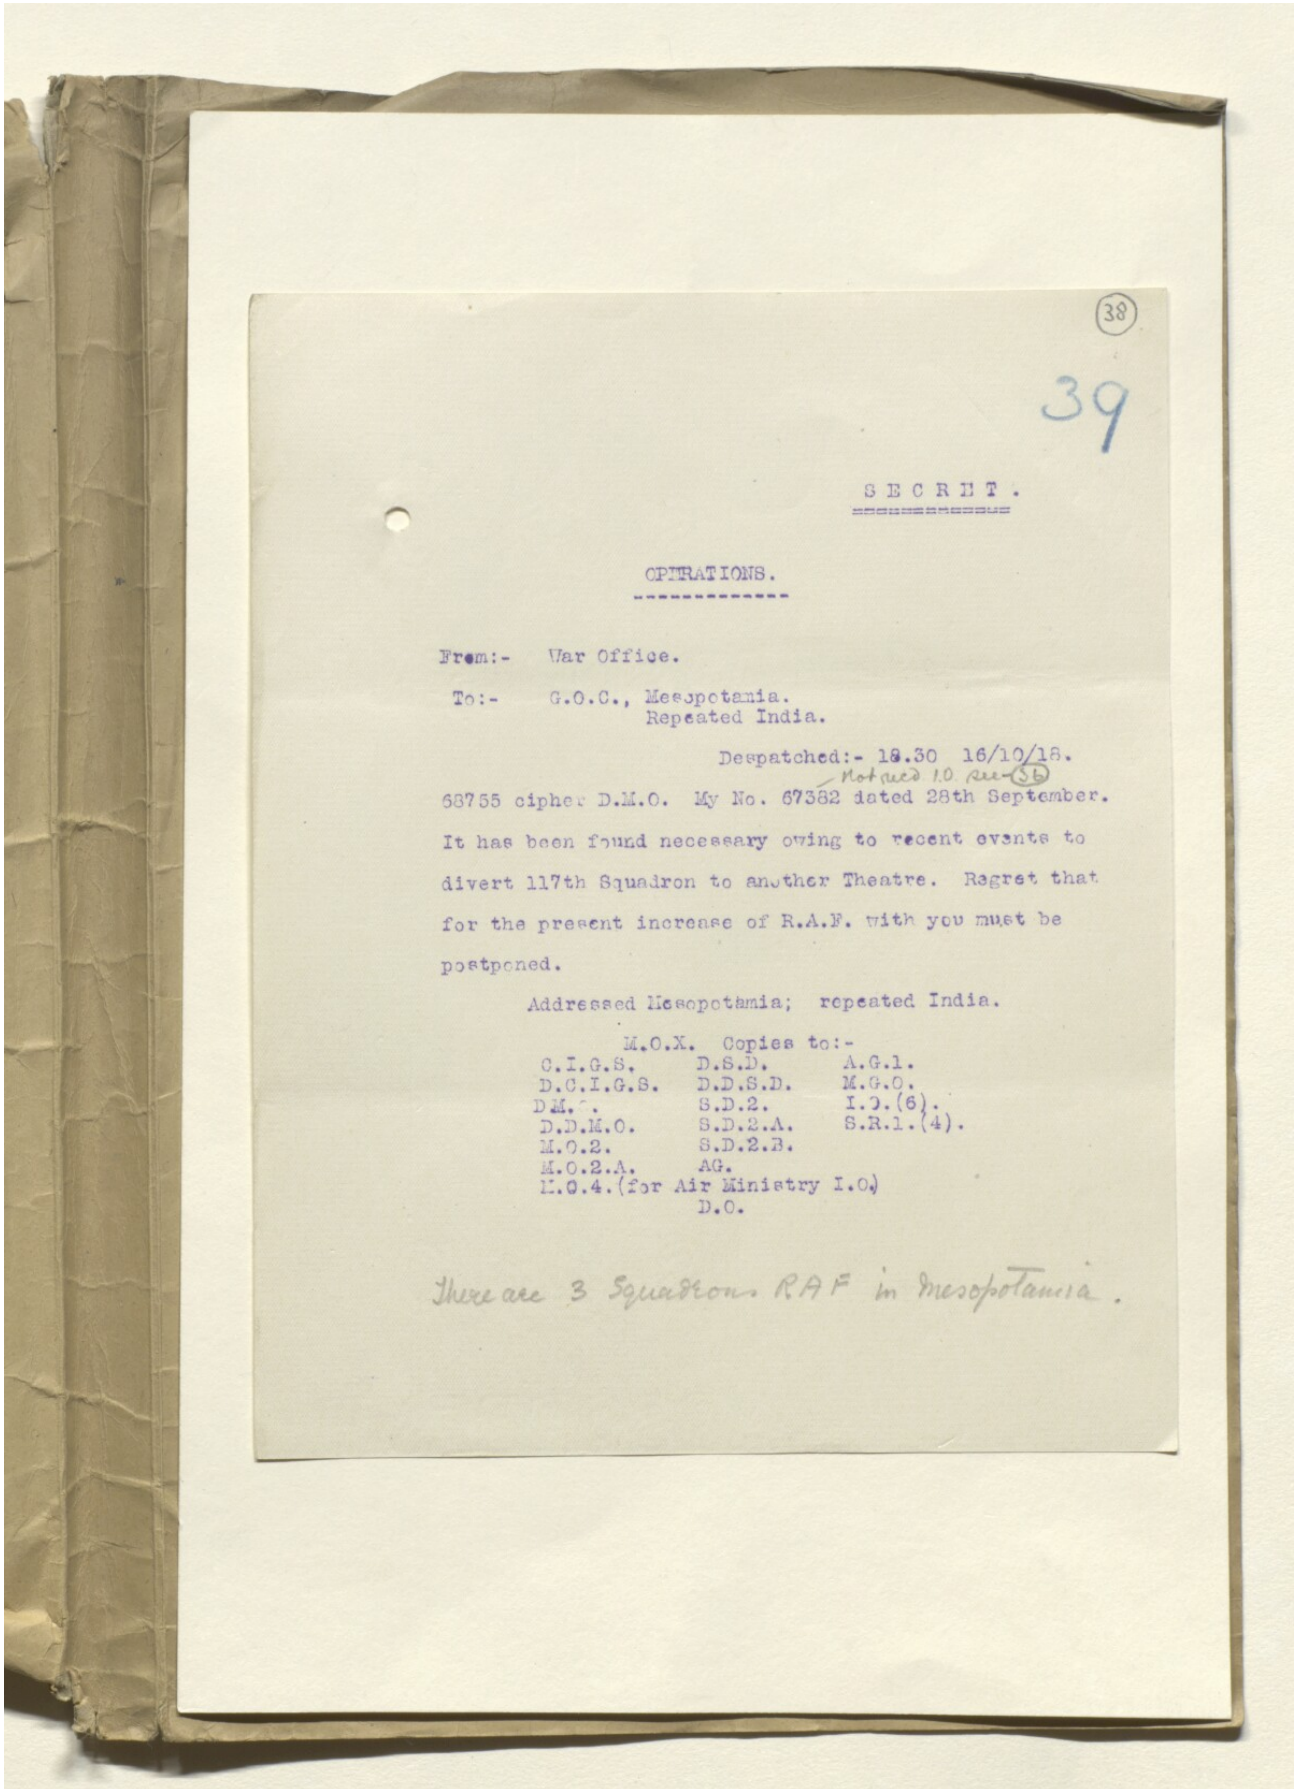 38
39
SECRET.
OPERATIONS.
From:- War Office.
To:- G.O.C., Mesopotamia.
Repeated India.
Despatched:- 18.30 16/10/18.
Not recd I.O. see 36
68755 cipher D.M.O. My No. 67382 dated 28th September.
It has been found necessary owing to recent events to
divert 117th Squadron to another Theatre. Regret that
for the present increase of R.A.F. with you must be
postponed.
Addressed Mesopotamia; repeated India.
M.O.X. Copies to:-
C.I.G.S. D.S.D. A.G.1.
D.C.I.G.S. D.D.S.D. M.G.O.
D.M. . S.D.2. I.O.(6).
D.D.M.O. S.D.2.A. S.R.1.(4).
M.O.2. S.D.2.B.
M.O.2.A. AG.
M.O.4.(for Air Ministry I.O.)
D.O.
There are 3 Squadrons RAF in Mesopotamia.